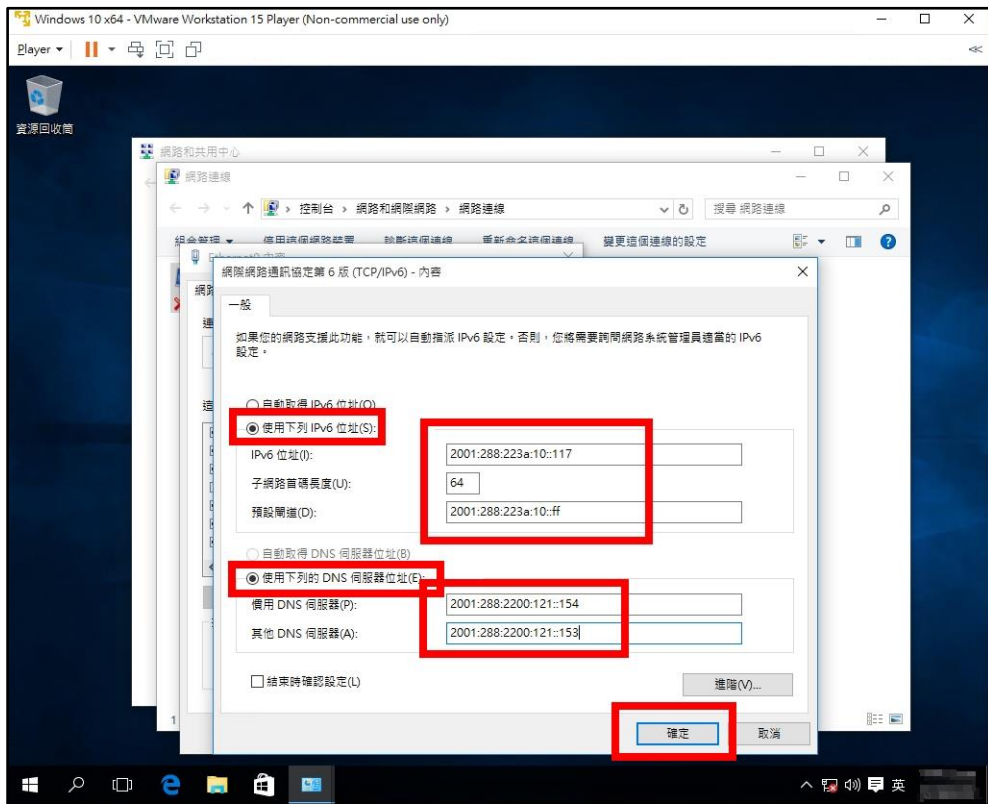 Windows 10 x64 - VMware Workstation 15 Player (Non-commercial use only)
Player
資源回收筒
網路和共用中心
網路連線
控制台 › 網路和網際網路 › 網路連線
搜尋 網路連線
組合管理 停用這個網路裝置 診斷這個連線 重新命名這個連線 變更這個連線的設定
網際網路通訊協定第 6 版 (TCP/IPv6) - 內容
一般
如果您的網路支援此功能，就可以自動指派 IPv6 設定。否則，您將需要詢問網路系統管理員適當的 IPv6
設定。
自動取得 IPv6 位址(O)
使用下列 IPv6 位址(S):
IPv6 位址(I): 2001:288:223a:10::117
子網路首碼長度(U): 64
預設閘道(D): 2001:288:223a:10::ff
自動取得 DNS 伺服器位址(B)
使用下列的 DNS 伺服器位址(E):
慣用 DNS 伺服器(P): 2001:288:2200:121::154
其他 DNS 伺服器(A): 2001:288:2200:121::153
結束時確認設定(L)
進階(V)...
確定 取消
1
英